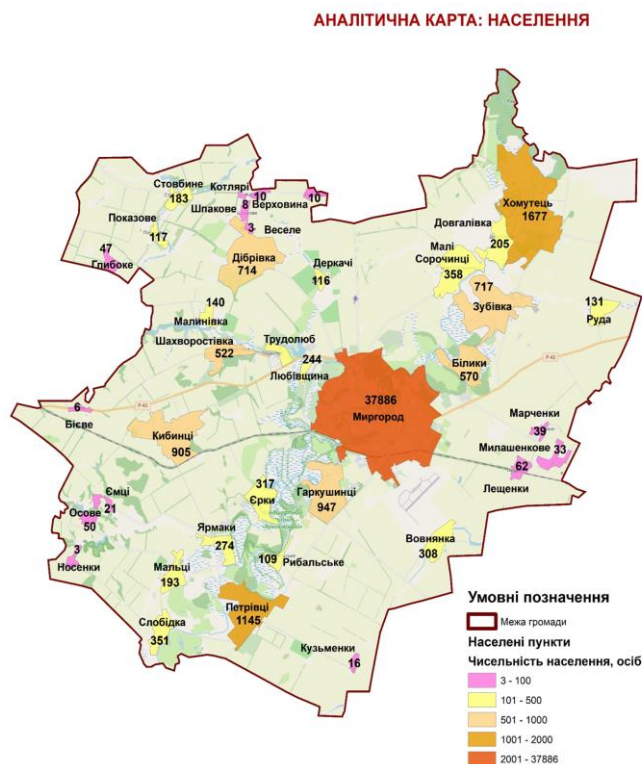 АНАЛІТИЧНА КАРТА: НАСЕЛЕННЯ
Стовбине
183
Котлярі
10
10
Шпакове
8
Верховина
3
Веселе
Показове
117
47
Глибоке
Дібрівка
714
Деркачі
116
Хомутець
1677
Довгалівка
205
Малі
Сорочинці
358
717
Зубівка
131
Руда
140
Малинівка
Шахворостівка
522
Трудолюб
244
Любівщина
Білики
570
Р-42
Р-42
37886
Миргород
6
Бієве
Кибинці
905
Марченки
39
Милашенкове
33
62
Лещенки
317
Єрки
Гаркушинці
947
Ємці
21
Осове
50
3
Носенки
Ярмаки
274
109
Рибальське
Вовнянка
308
Мальці
193
Петрівці
1145
Слобідка
351
Кузьменки
16
Умовні позначення
Межа громади
Населені пункти
Чисельність населення, осіб
3 - 100
101 - 500
501 - 1000
1001 - 2000
2001 - 37886